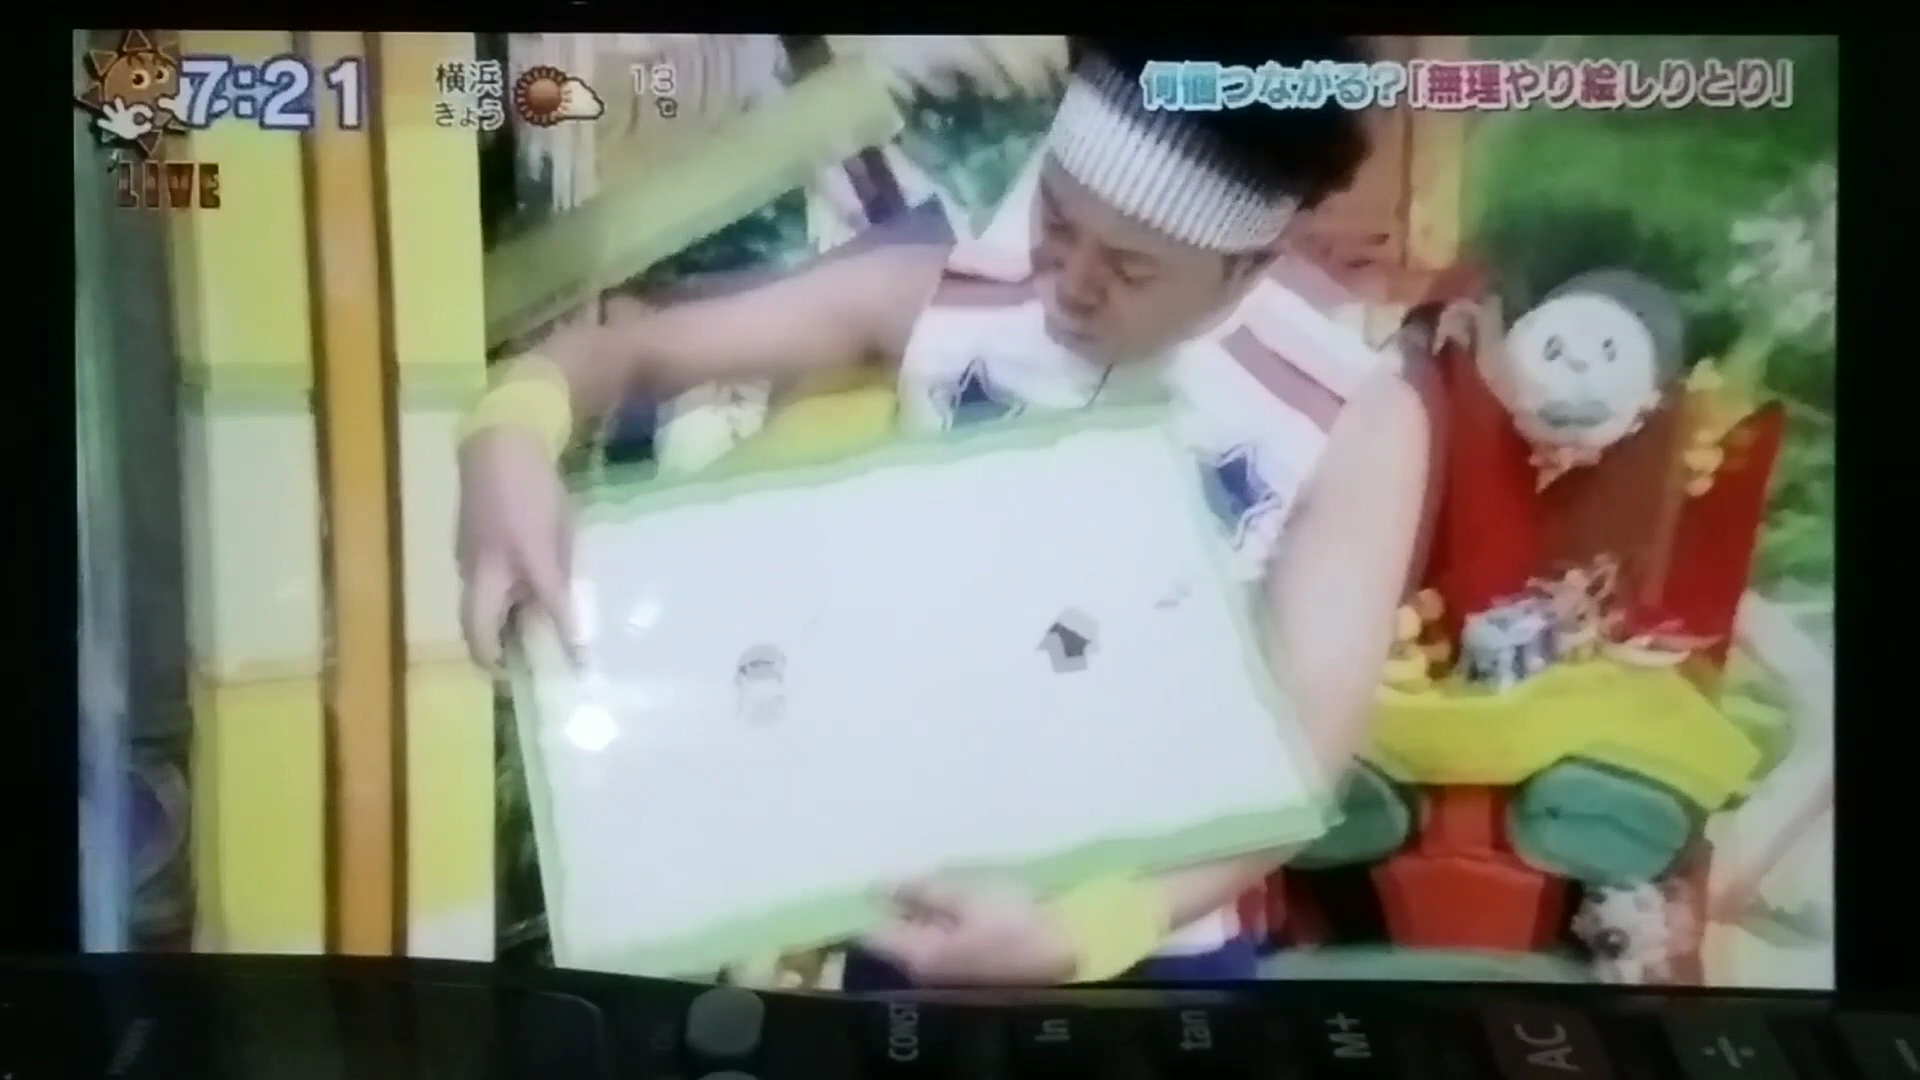 7:21
横浜
きょう
13
℃
LIVE
何個つながる?「無理やり絵しりとり」
CONST
ln
tan
M+
AC
÷